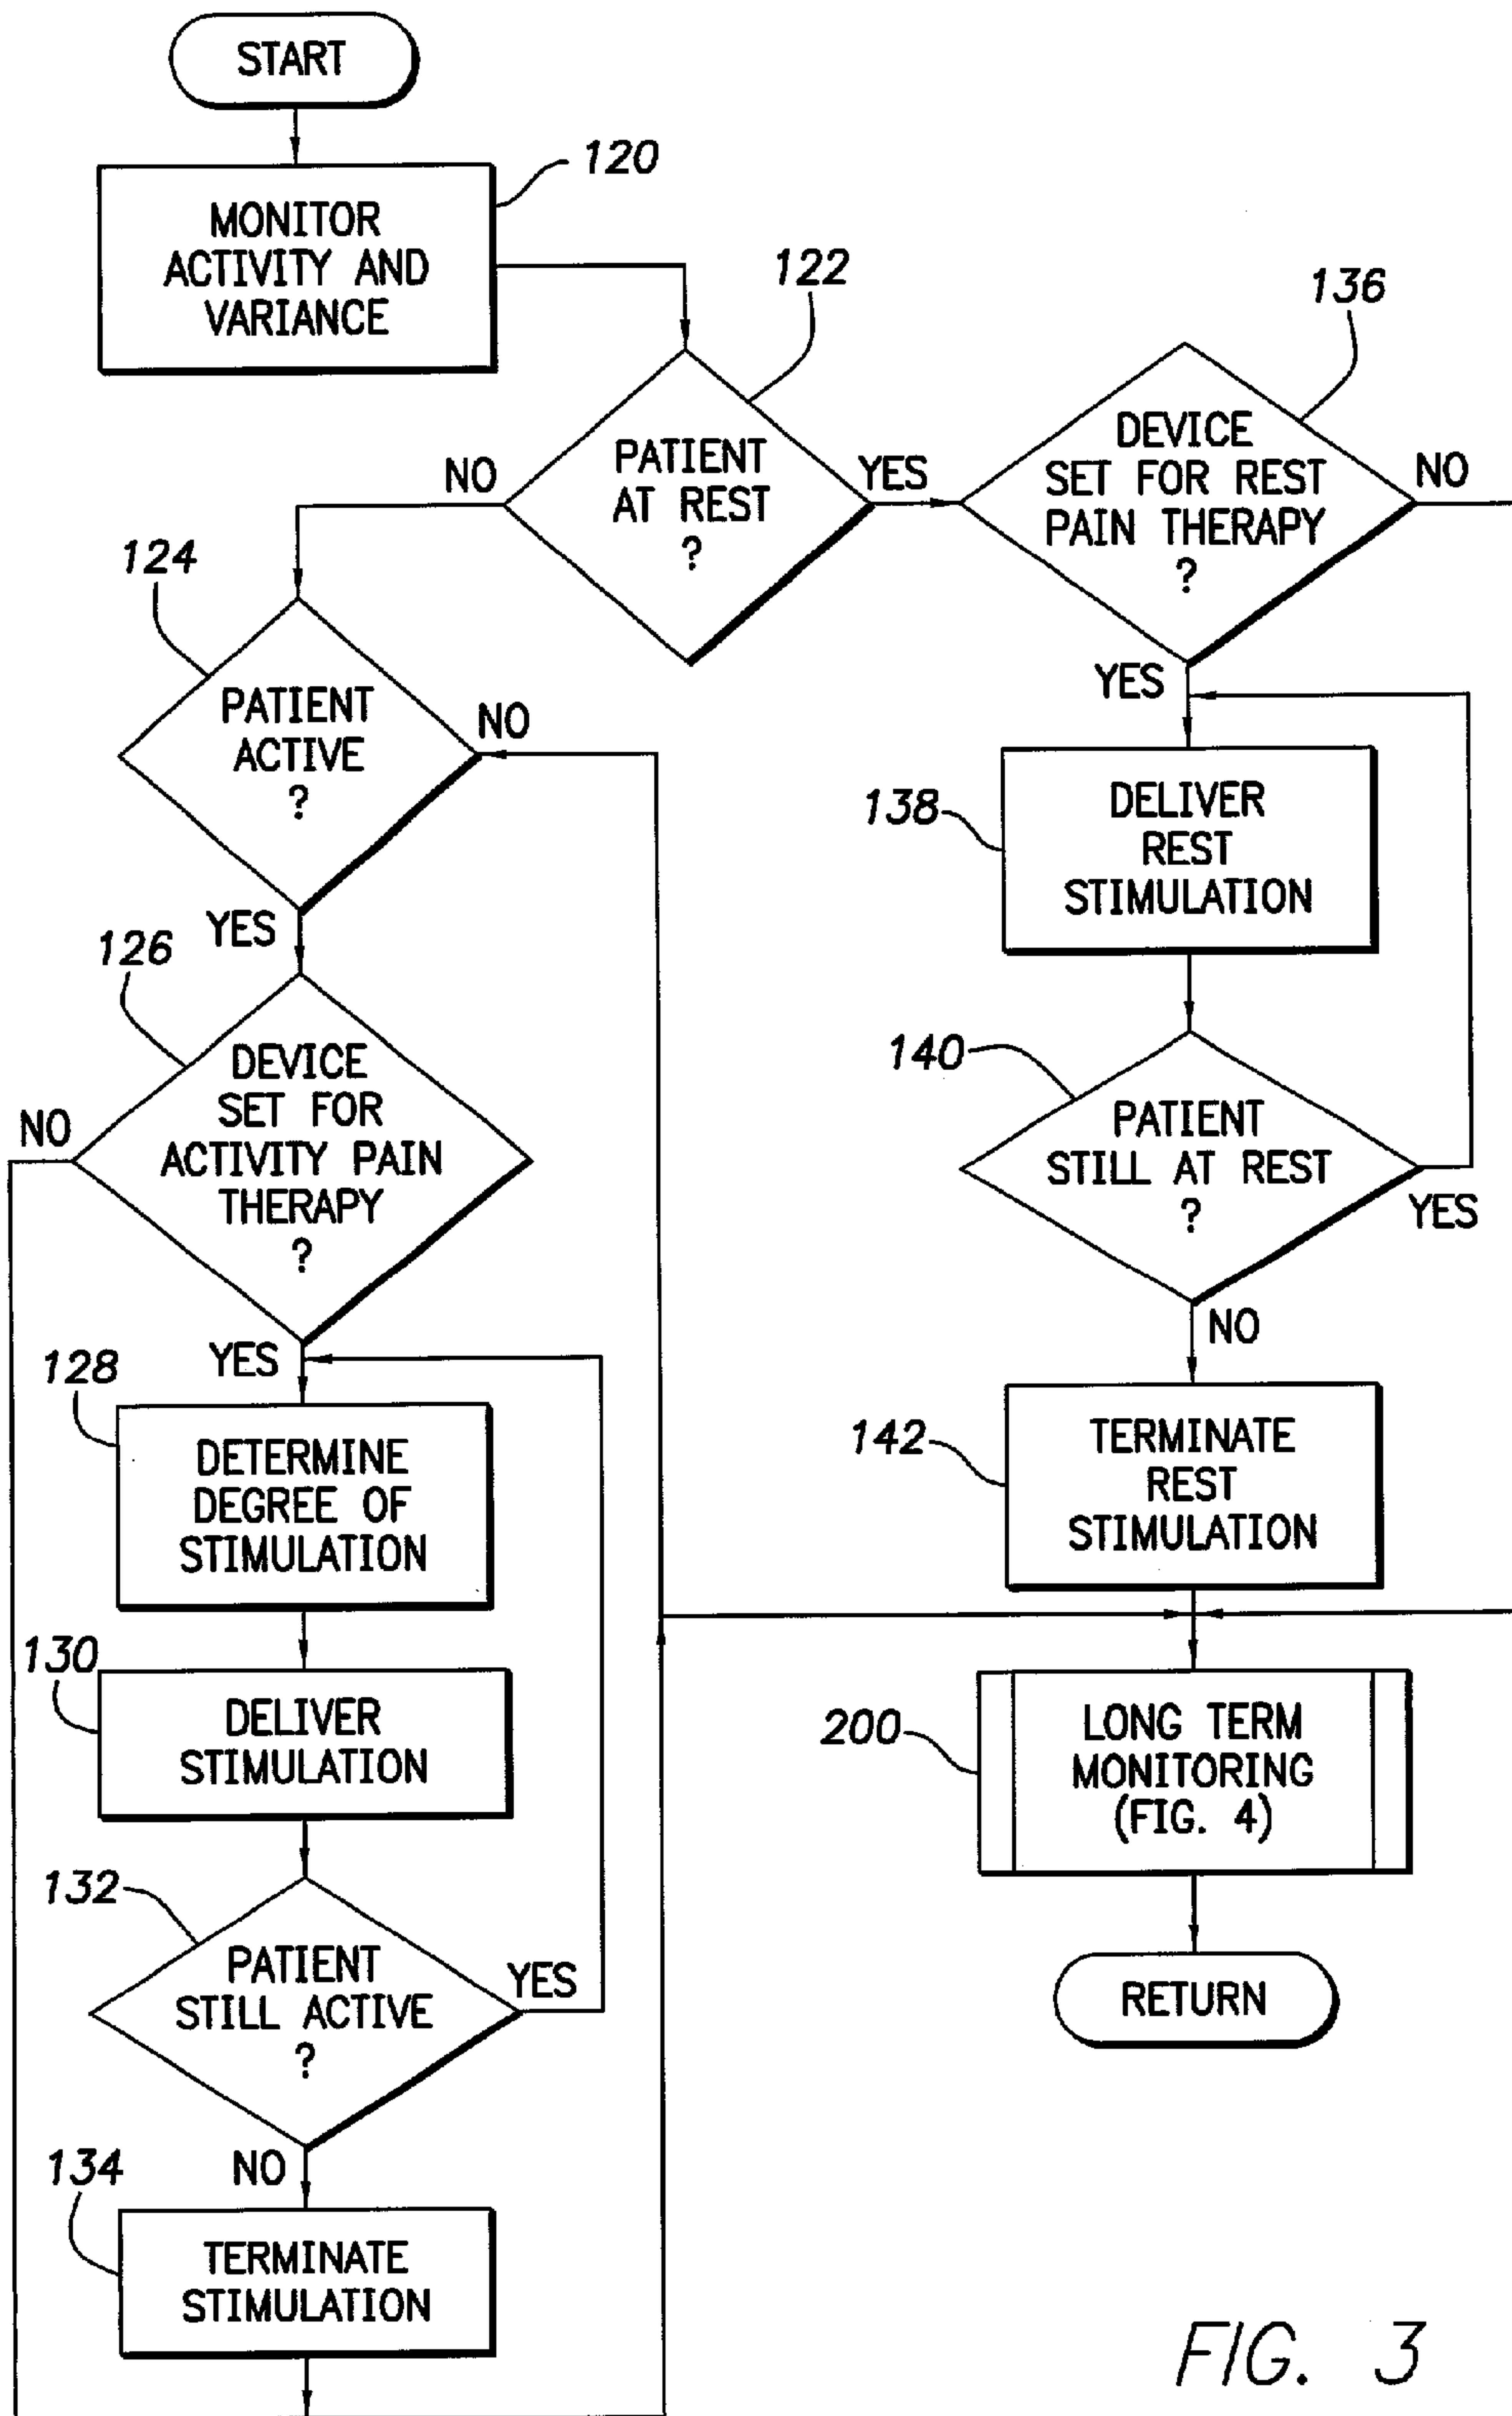 START
120
MONITOR
ACTIVITY AND
VARIANCE
122
PATIENT
AT REST
?
NO
YES
136
DEVICE
SET FOR REST
PAIN THERAPY
?
NO
YES
124
PATIENT
ACTIVE
?
NO
YES
126
DEVICE
SET FOR
ACTIVITY PAIN
THERAPY
?
NO
YES
128
DETERMINE
DEGREE OF
STIMULATION
130
DELIVER
STIMULATION
132
PATIENT
STILL ACTIVE
?
YES
NO
134
TERMINATE
STIMULATION
138
DELIVER
REST
STIMULATION
140
PATIENT
STILL AT REST
?
YES
NO
142
TERMINATE
REST
STIMULATION
200
LONG TERM
MONITORING
(FIG. 4)
RETURN
FIG. 3